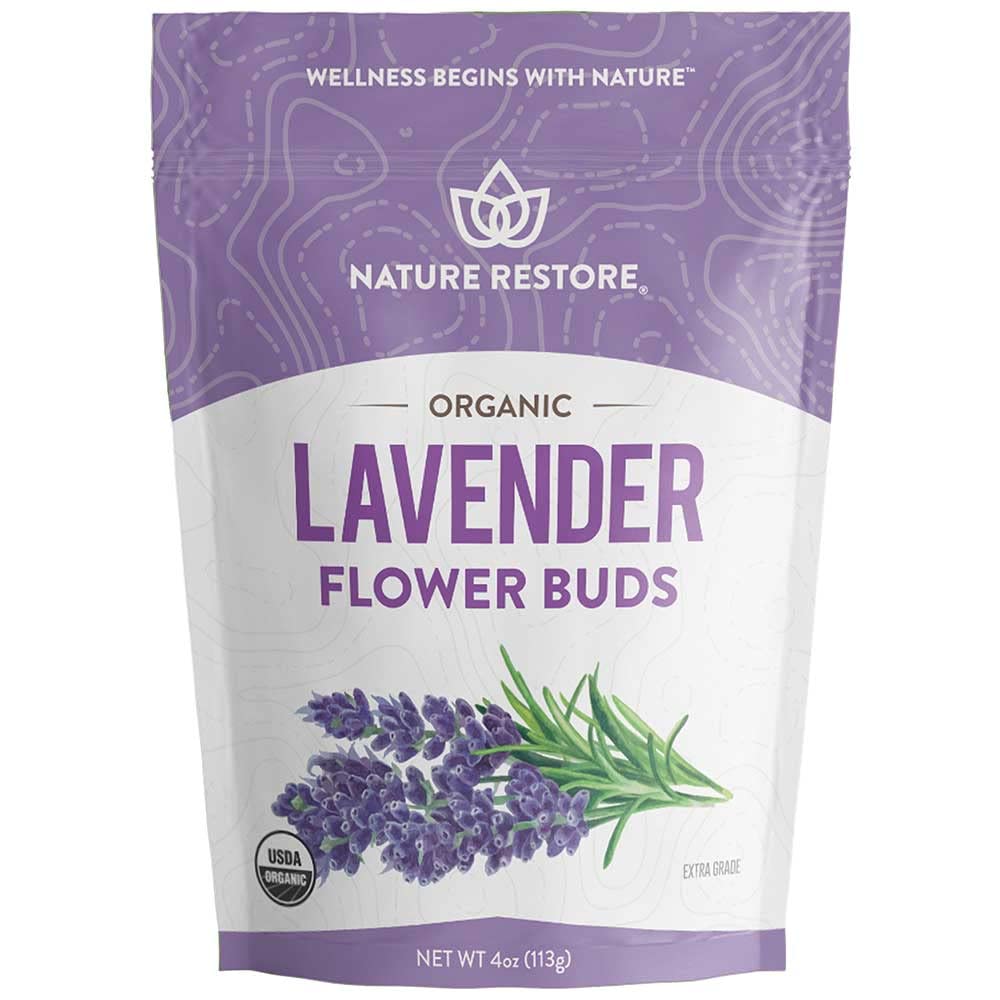 WELLNESS BEGINS WITH NATURE™
NATURE RESTORE®
ORGANIC
LAVENDER
FLOWER BUDS
USDA
ORGANIC
EXTRA GRADE
NET WT 4oz (113g)